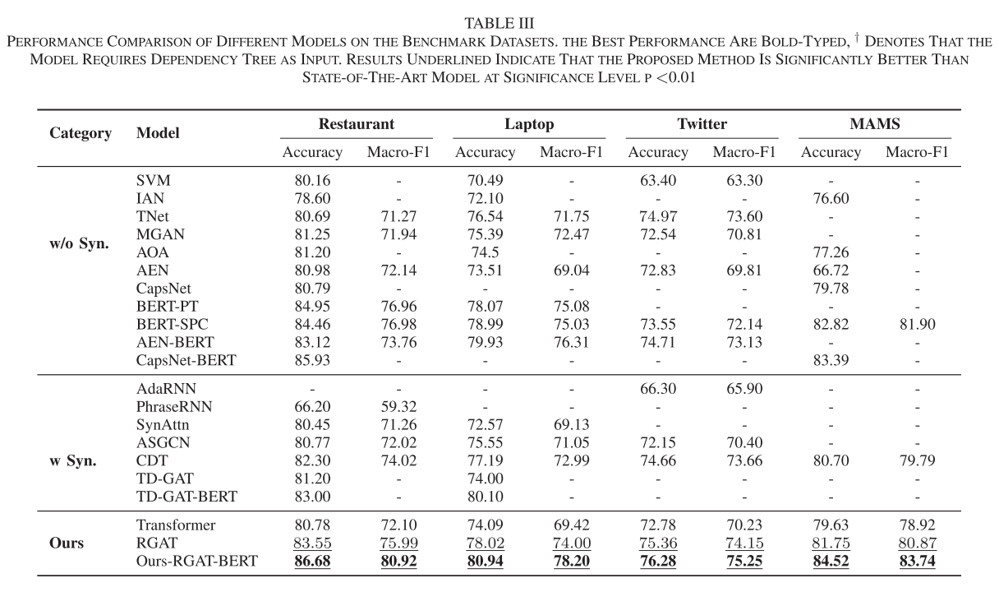 TABLE III
PERFORMANCE COMPARISON OF DIFFERENT MODELS ON THE BENCHMARK DATASETS. THE BEST PERFORMANCE ARE BOLD-TYPED, † DENOTES THAT THE
MODEL REQUIRES DEPENDENCY TREE AS INPUT. RESULTS UNDERLINED INDICATE THAT THE PROPOSED METHOD IS SIGNIFICANTLY BETTER THAN
STATE-OF-THE-ART MODEL AT SIGNIFICANCE LEVEL P <0.01
Category Model Restaurant Laptop Twitter MAMS
Accuracy Macro-F1 Accuracy Macro-F1 Accuracy Macro-F1 Accuracy Macro-F1
SVM 80.16 - 70.49 - 63.40 63.30 - -
IAN 78.60 - 72.10 - - - 76.60 -
TNet 80.69 71.27 76.54 71.75 74.97 73.60 - -
MGAN 81.25 71.94 75.39 72.47 72.54 70.81 - -
w/o Syn.
AOA 81.20 - 74.5 - - - 77.26 -
AEN 80.98 72.14 73.51 69.04 72.83 69.81 66.72 -
CapsNet 80.79 - - - - - 79.78 -
BERT-PT 84.95 76.96 78.07 75.08 - - - -
BERT-SPC 84.46 76.98 78.99 75.03 73.55 72.14 82.82 81.90
AEN-BERT 83.12 73.76 79.93 76.31 74.71 73.13 - -
CapsNet-BERT 85.93 - - - - - 83.39 -
AdaRNN - - - - 66.30 65.90 - -
PhraseRNN 66.20 59.32 - - - - - -
SynAttn 80.45 71.26 72.57 69.13 - - - -
ASGCN 80.77 72.02 75.55 71.05 72.15 70.40 - -
w Syn. CDT 82.30 74.02 77.19 72.99 74.66 73.66 80.70 79.79
TD-GAT 81.20 - 74.00 - - - - -
TD-GAT-BERT 83.00 - 80.10 - - - - -
Transformer 80.78 72.10 74.09 69.42 72.78 70.23 79.63 78.92
Ours RGAT 83.55 75.99 78.02 74.00 75.36 74.15 81.75 80.87
Ours-RGAT-BERT 86.68 80.92 80.94 78.20 76.28 75.25 84.52 83.74